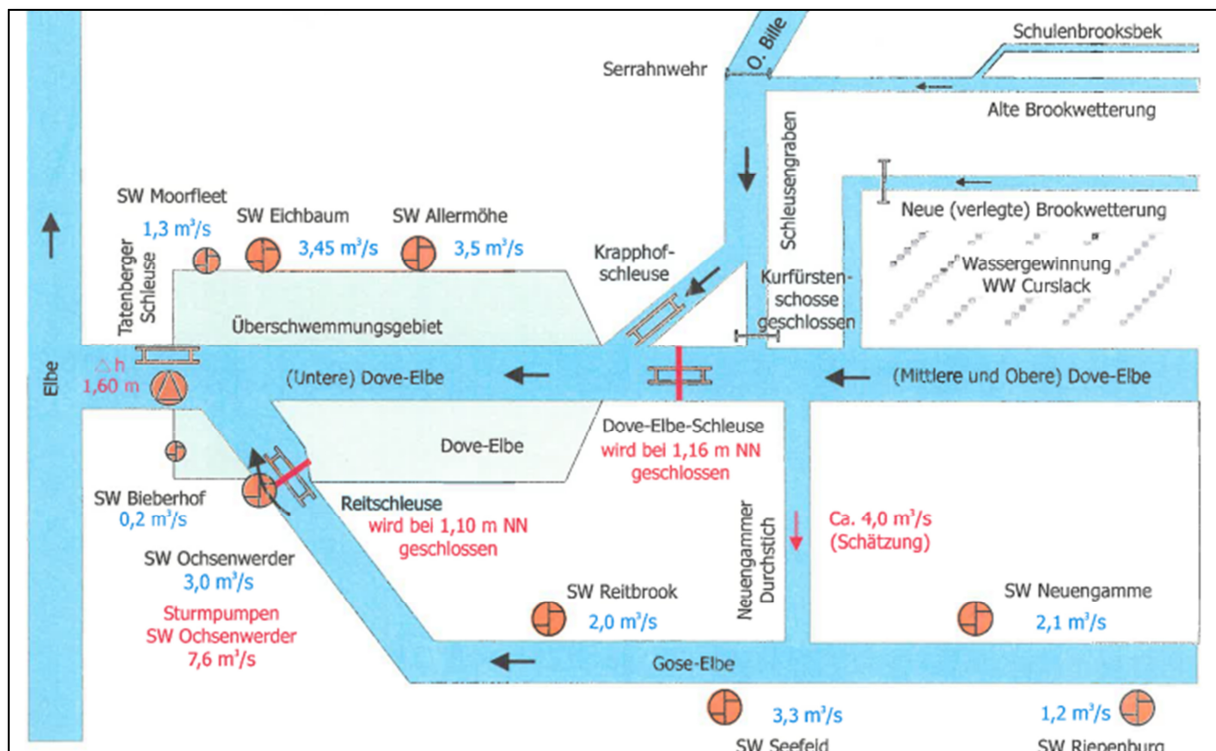 Schulenbrooksbek
O. Bille
Serrahnwehr
Alte Brookwetterung
Schleusengraben
SW Moorfleet
1,3 m³/s
SW Eichbaum
3,45 m³/s
SW Allermöhe
3,5 m³/s
Neue (verlegte) Brookwetterung
Wassergewinnung
WW Curslack
Krapphof-
schleuse
Kurfürsten-
schosse
geschlossen
Tatenberger
Schleuse
Überschwemmungsgebiet
Elbe
△ h
1,60 m
(Untere) Dove-Elbe
(Mittlere und Obere) Dove-Elbe
Dove-Elbe
Dove-Elbe-Schleuse
wird bei 1,16 m NN
geschlossen
SW Bieberhof
0,2 m³/s
Reitschleuse
wird bei 1,10 m NN
geschlossen
Neuengammer
Durchstich
Ca. 4,0 m³/s
(Schätzung)
SW Ochsenwerder
3,0 m³/s
Sturmpumpen
SW Ochsenwerder
7,6 m³/s
SW Reitbrook
2,0 m³/s
SW Neuengamme
2,1 m³/s
Gose-Elbe
3,3 m³/s
SW Seefeld
1,2 m³/s
SW Riepenburg